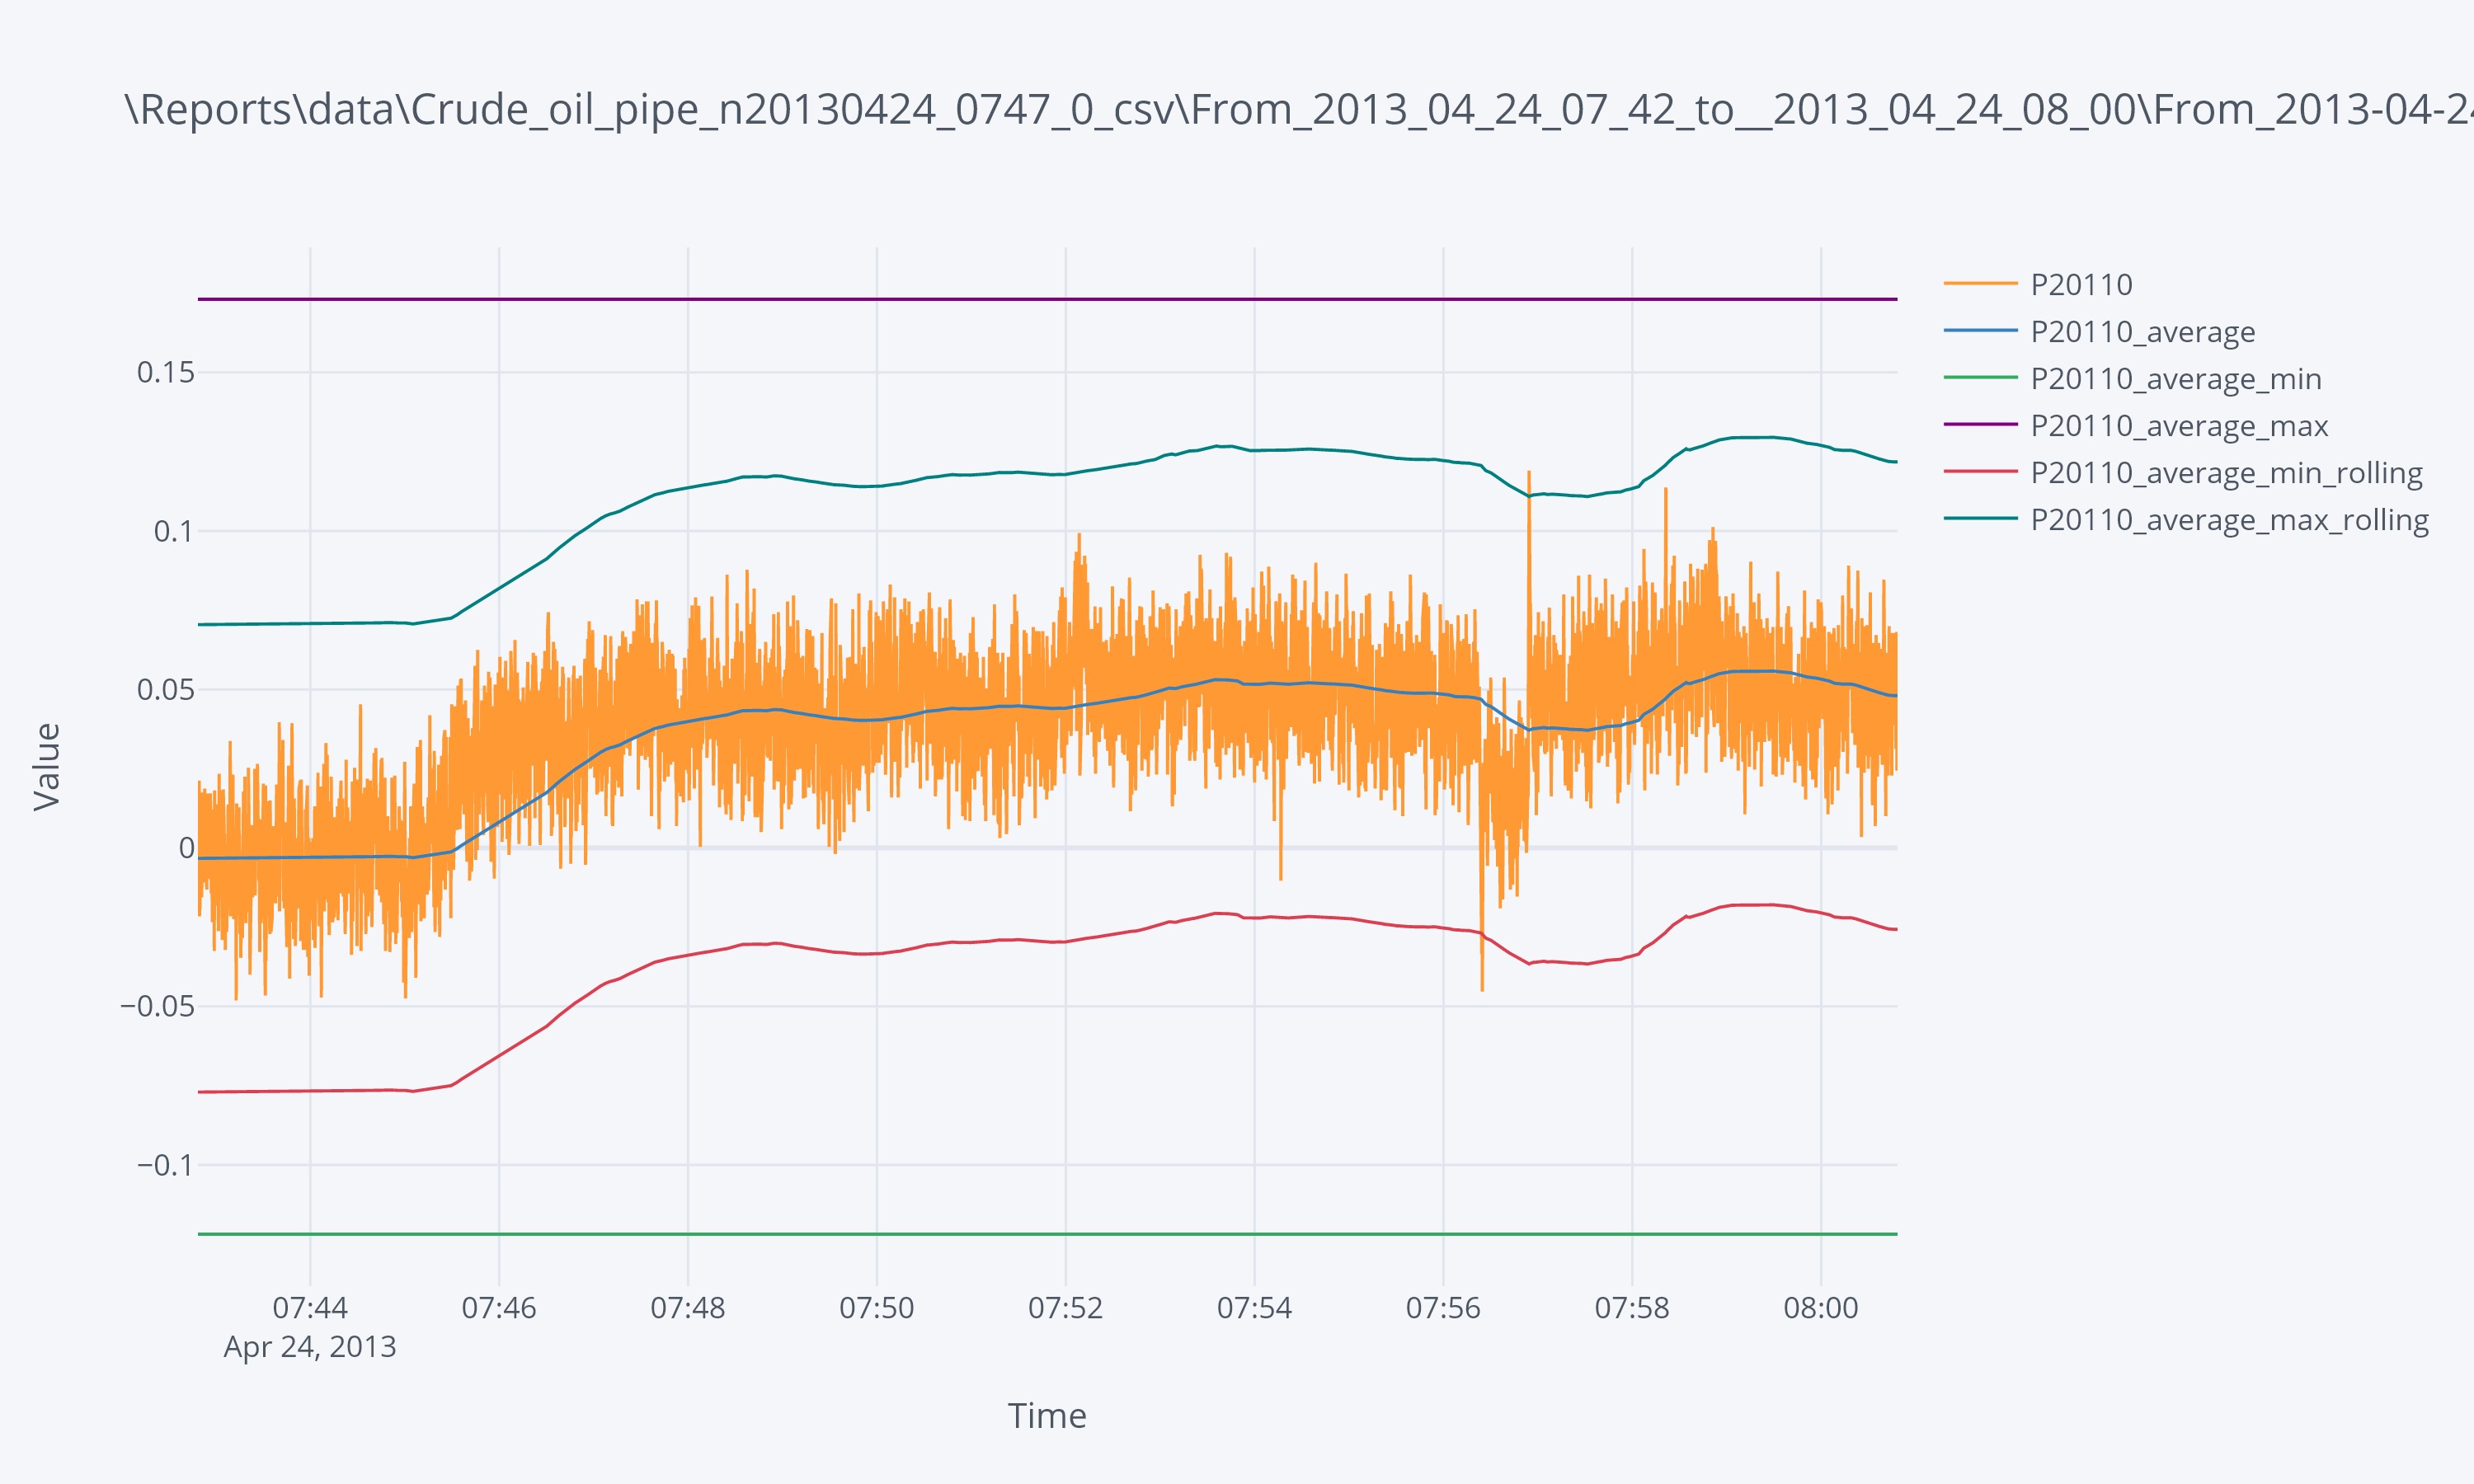 \Reports\data\Crude_oil_pipe_n20130424_0747_0_csv\From_2013_04_24_07_42_to__2013_04_24_08_00\From_2013-04-24
P20110
P20110_average
P20110_average_min
P20110_average_max
P20110_average_min_rolling
P20110_average_max_rolling
Value
0.15
0.1
0.05
0
−0.05
−0.1
07:44 07:46 07:48 07:50 07:52 07:54 07:56 07:58 08:00
Apr 24, 2013
Time